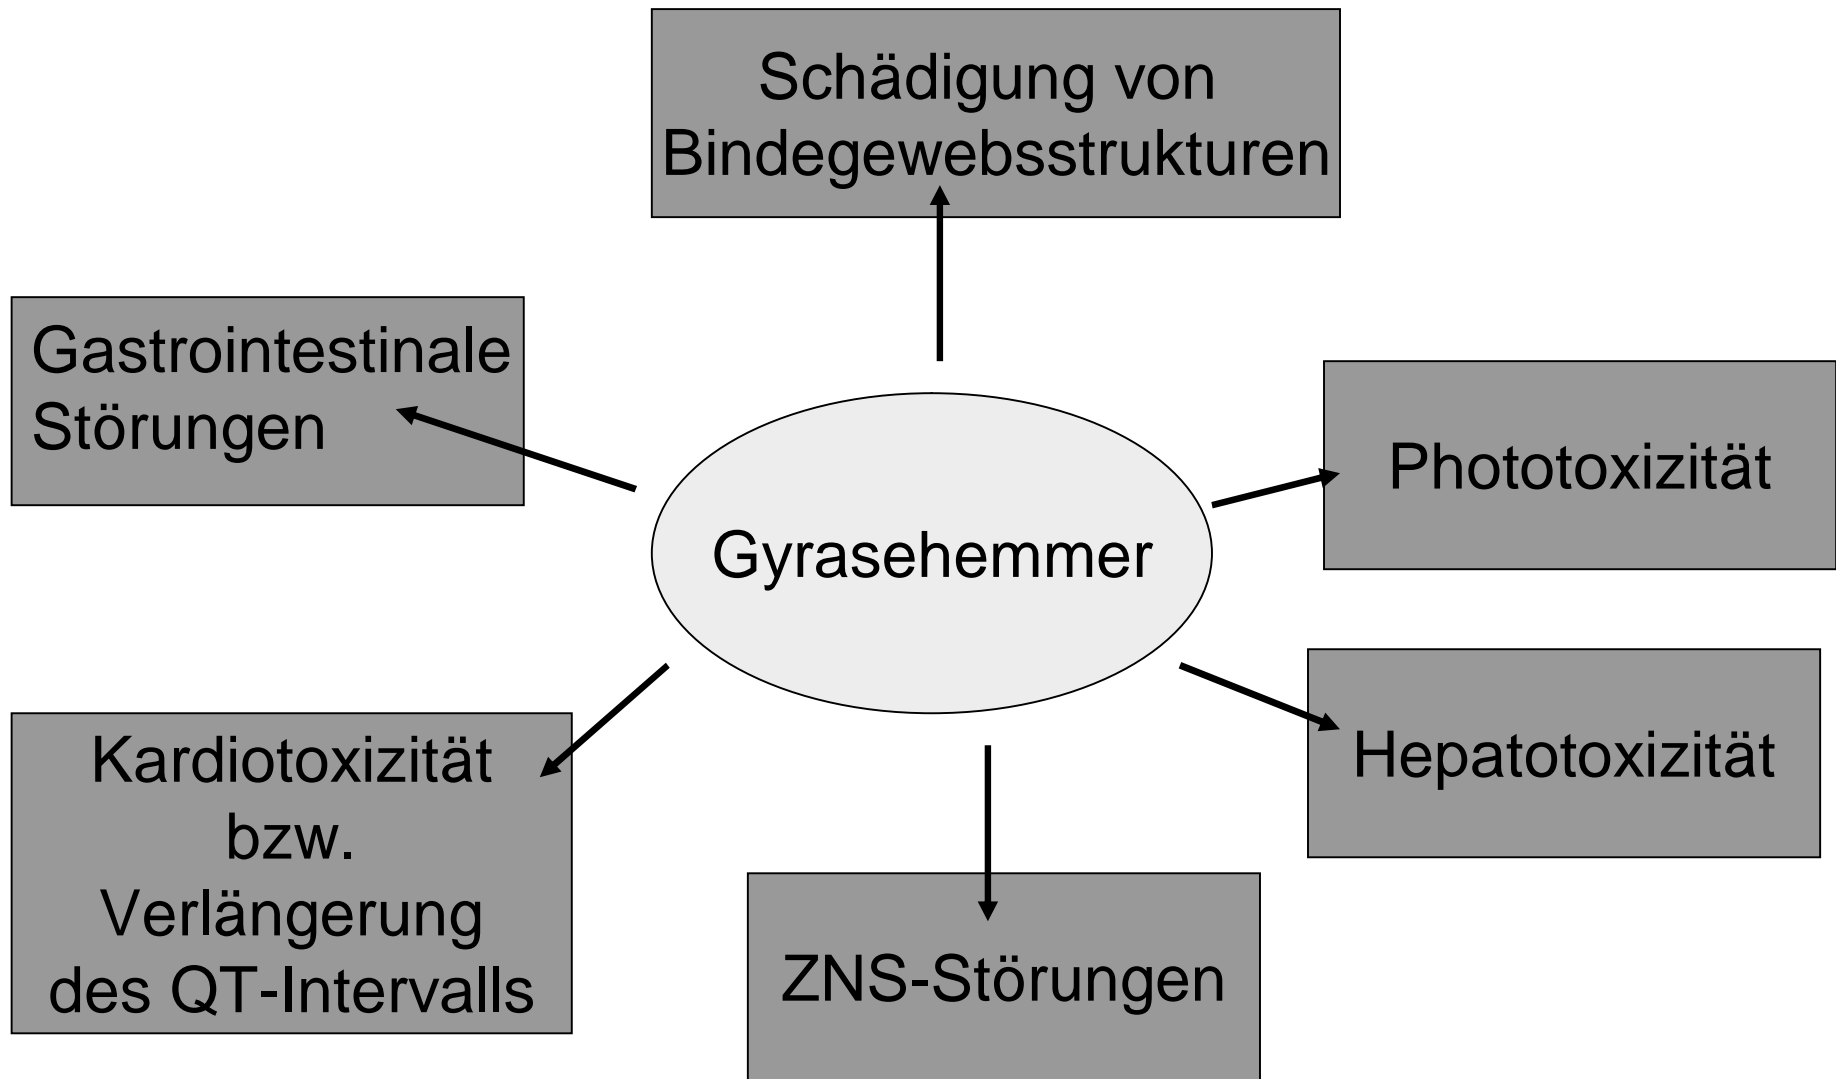 Schädigung von
Bindegewebsstrukturen
Gastrointestinale
Störungen
Phototoxizität
Gyrasehemmer
Hepatotoxizität
Kardiotoxizität
bzw.
Verlängerung
des QT-Intervalls
ZNS-Störungen